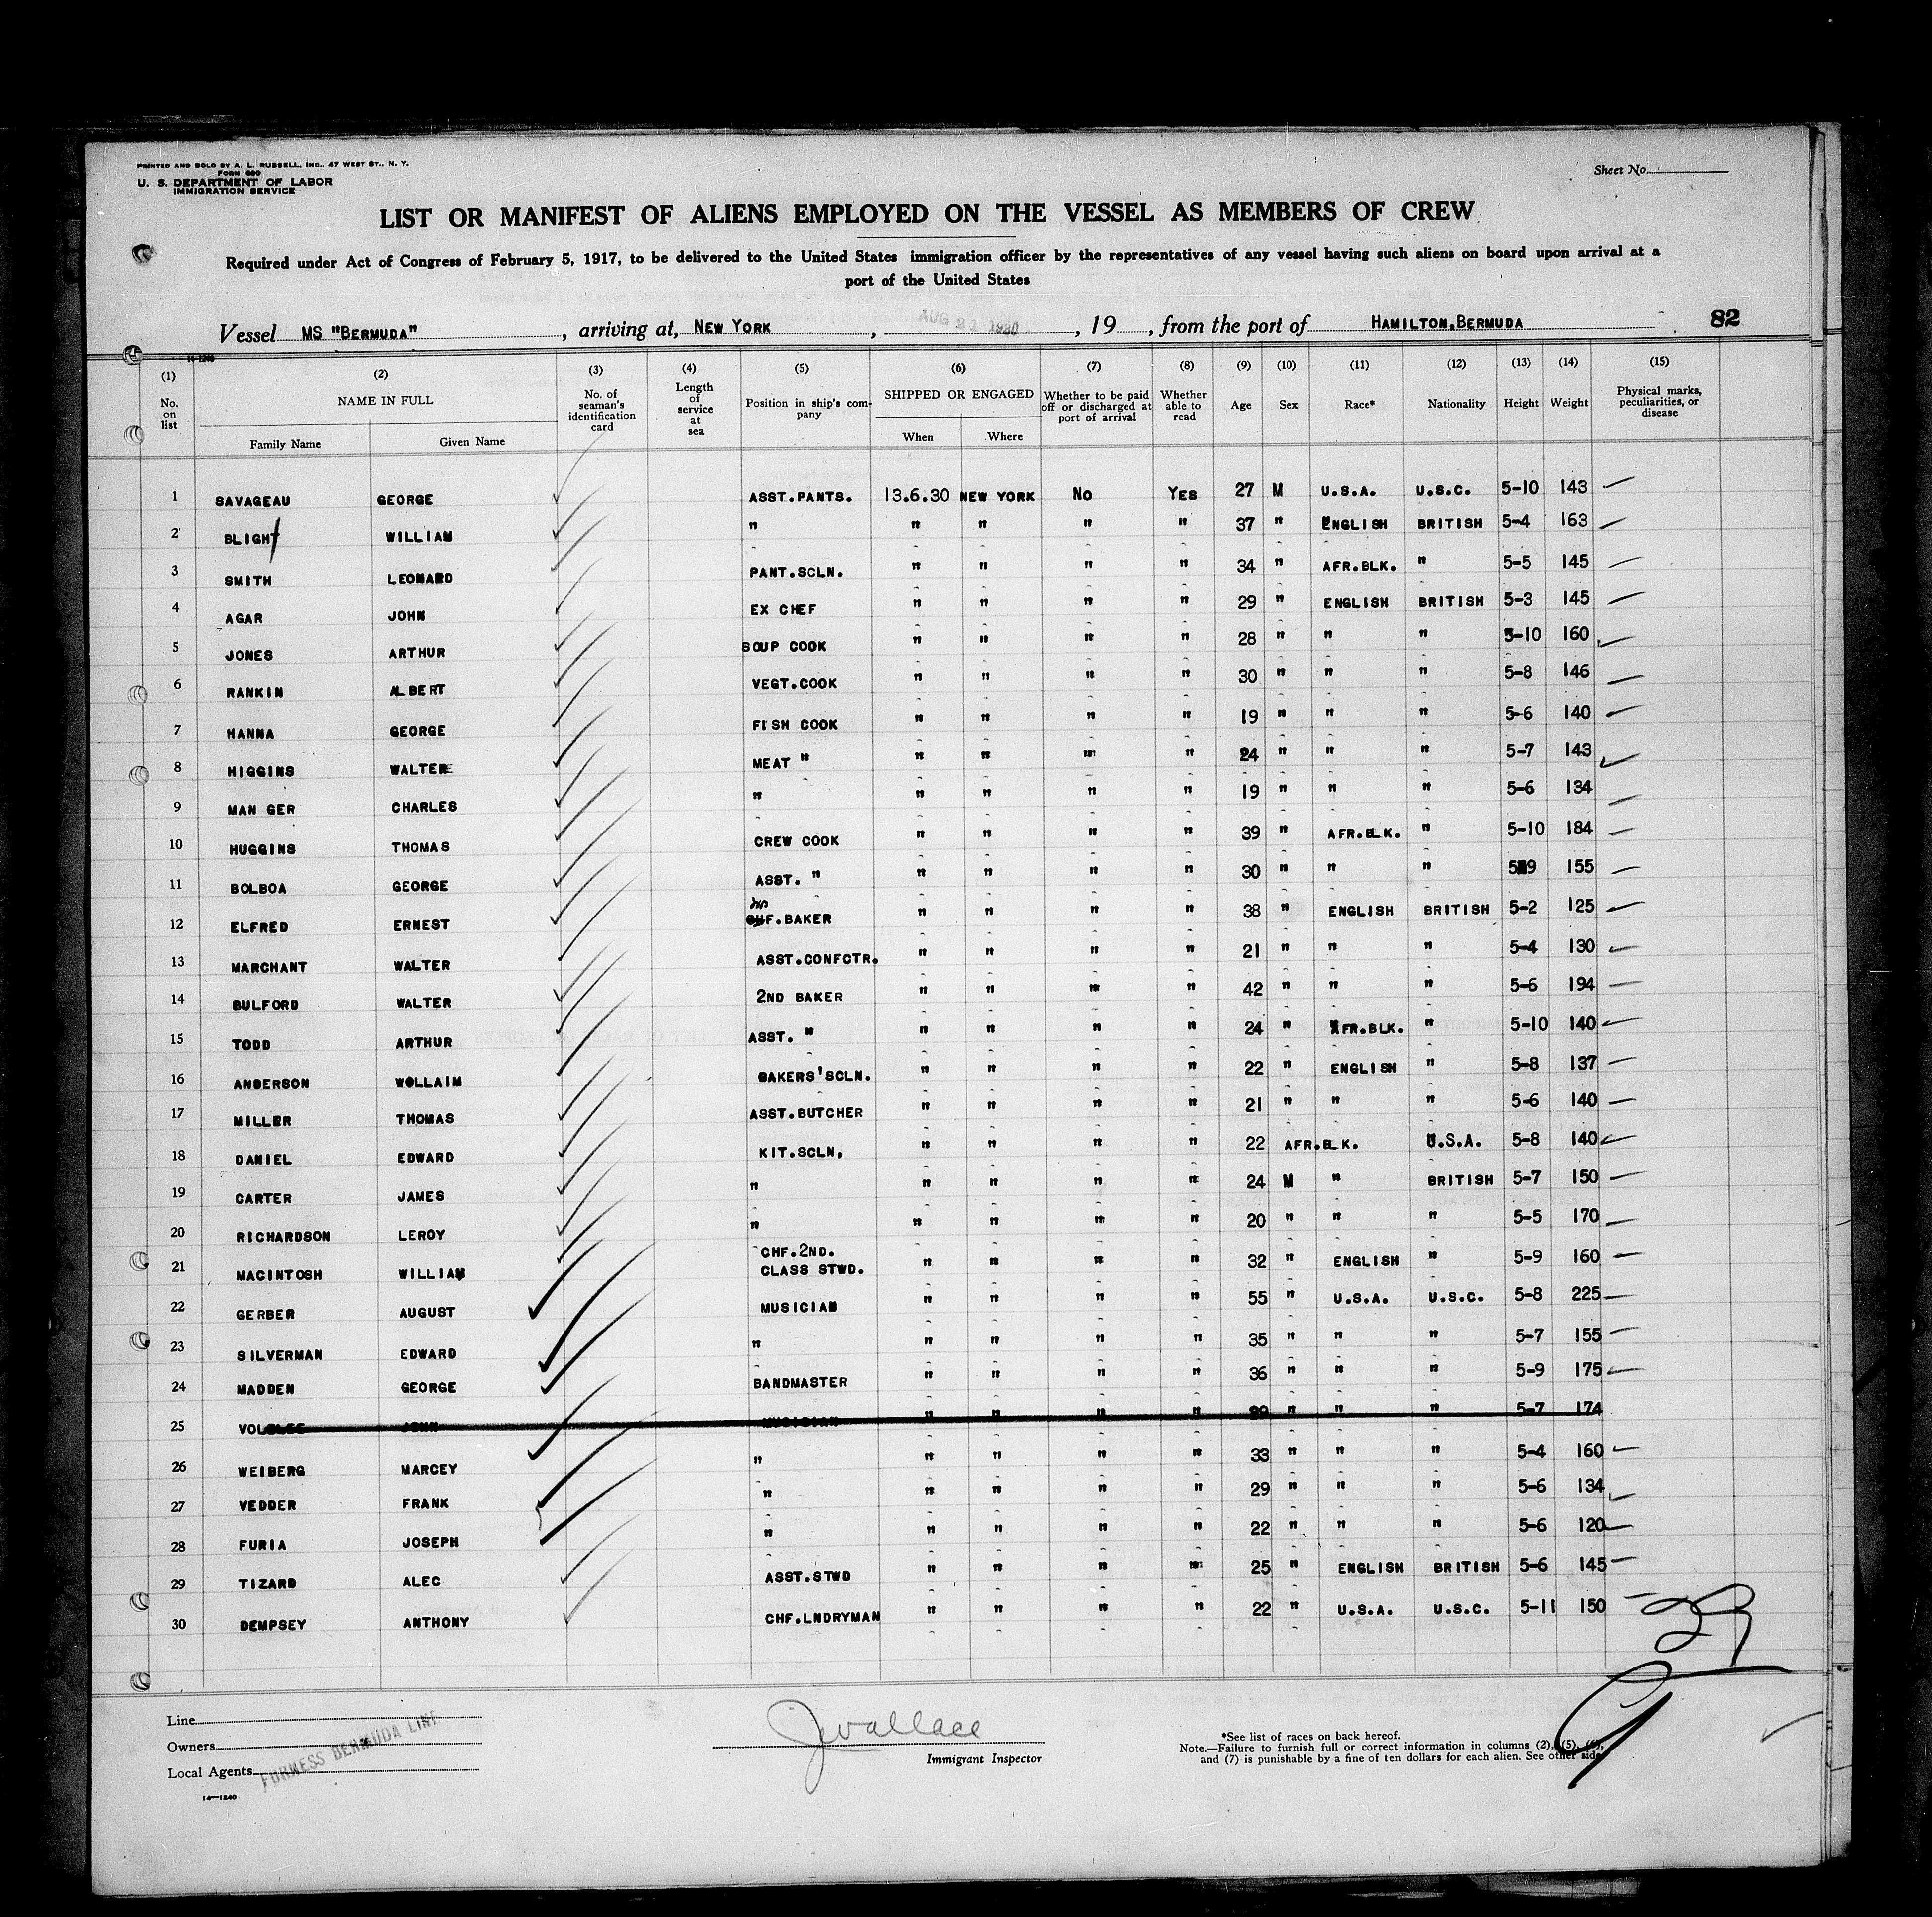 PRINTED AND SOLD BY A. L. RUSSELL, INC., 47 WEST ST., N. Y.
FORM 680
U. S. DEPARTMENT OF LABOR
IMMIGRATION SERVICE
Sheet No.
LIST OR MANIFEST OF ALIENS EMPLOYED ON THE VESSEL AS MEMBERS OF CREW
Required under Act of Congress of February 5, 1917, to be delivered to the United States immigration officer by the representatives of any vessel having such aliens on board upon arrival at a
port of the United States
Vessel MS "BERMUDA", arriving at, NEW YORK, AUG 1930, 19, from the port of HAMILTON, BERMUDA 82
14-1240
(1) (2) (3) (4) (5) (6) (7) (8) (9) (10) (11) (12) (13) (14) (15)
No. on list NAME IN FULL Family Name Given Name No. of seaman's identification card Length of service at sea Position in ship's company SHIPPED OR ENGAGED When Where Whether to be paid off or discharged at port of arrival Whether able to read Age Sex Race* Nationality Height Weight Physical marks, peculiarities, or disease
1 SAVAGEAU GEORGE ASST.PANTS. 13.6.30 NEW YORK NO YES 27 M U.S.A. U.S.C. 5-10 143
2 BLIGHT WILLIAM " " " " " 37 " ENGLISH BRITISH 5-4 163
3 SMITH LEONARD PANT.SCLN. " " " " 34 " AFR.BLK. " 5-5 145
4 AGAR JOHN EX CHEF " " " " 29 " ENGLISH BRITISH 5-3 145
5 JONES ARTHUR SOUP COOK " " " " 28 " " " 5-10 160
6 RANKIN ALBERT VEGT.COOK " " " " 30 " " " 5-8 146
7 HANNA GEORGE FISH COOK " " " " 19 " " " 5-6 140
8 HIGGINS WALTER MEAT " " " " " 24 " " " 5-7 143
9 MAN GER CHARLES " " " " " 19 " " " 5-6 134
10 HUGGINS THOMAS CREW COOK " " " " 39 " AFR.BLK. " 5-10 184
11 BOLBOA GEORGE ASST. " " " " " 30 " " " 5-9 155
12 ELFRED ERNEST CHF.BAKER " " " " 38 " ENGLISH BRITISH 5-2 125
13 MARCHANT WALTER ASST.CONFCTR. " " " " 21 " " " 5-4 130
14 BULFORD WALTER 2ND BAKER " " " " 42 " " " 5-6 194
15 TODD ARTHUR ASST. " " " " " 24 " AFR.BLK. " 5-10 140
16 ANDERSON WOLLAIM BAKERS'SCLN. " " " " 22 " ENGLISH " 5-8 137
17 MILLER THOMAS ASST.BUTCHER " " " " 21 " " " 5-6 140
18 DANIEL EDWARD KIT.SCLN, " " " " 22 AFR.BLK. U.S.A. 5-8 140
19 CARTER JAMES " " " " " 24 M " BRITISH 5-7 150
20 RICHARDSON LEROY " " " " " 20 " " " 5-5 170
21 MACINTOSH WILLIAM CHF.2ND. CLASS STWD. " " " " 32 " ENGLISH " 5-9 160
22 GERBER AUGUST MUSICIAN " " " " 55 " U.S.A. U.S.C. 5-8 225
23 SILVERMAN EDWARD " " " " " 35 " " " 5-7 155
24 MADDEN GEORGE BANDMASTER " " " " 36 " " " 5-9 175
25 JOHN MUSICIAN " " " " " " " 5-7 174
26 WEIBERG MARCEY " " " " " 33 " " " 5-4 160
27 VEDDER FRANK " " " " " 29 " " " 5-6 134
28 FURIA JOSEPH " " " " " 22 " " " 5-6 120
29 TIZARD ALEC ASST.STWD " " " " 25 " ENGLISH BRITISH 5-6 145
30 DEMPSEY ANTHONY CHF.LNDRYMAN " " " " 22 " U.S.A. U.S.C. 5-11 150
Line
Owners
Local Agents
FURNESS BERMUDA LINE
14-1240
J Wallace
Immigrant Inspector
*See list of races on back hereof.
Note.—Failure to furnish full or correct information in columns (2), (5), (6),
and (7) is punishable by a fine of ten dollars for each alien. See other side.